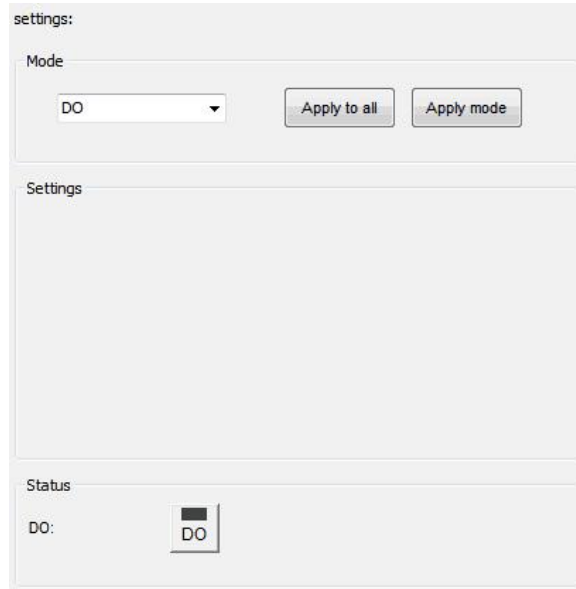 settings:
Mode
DO Apply to all Apply mode
Settings
Status
DO: DO